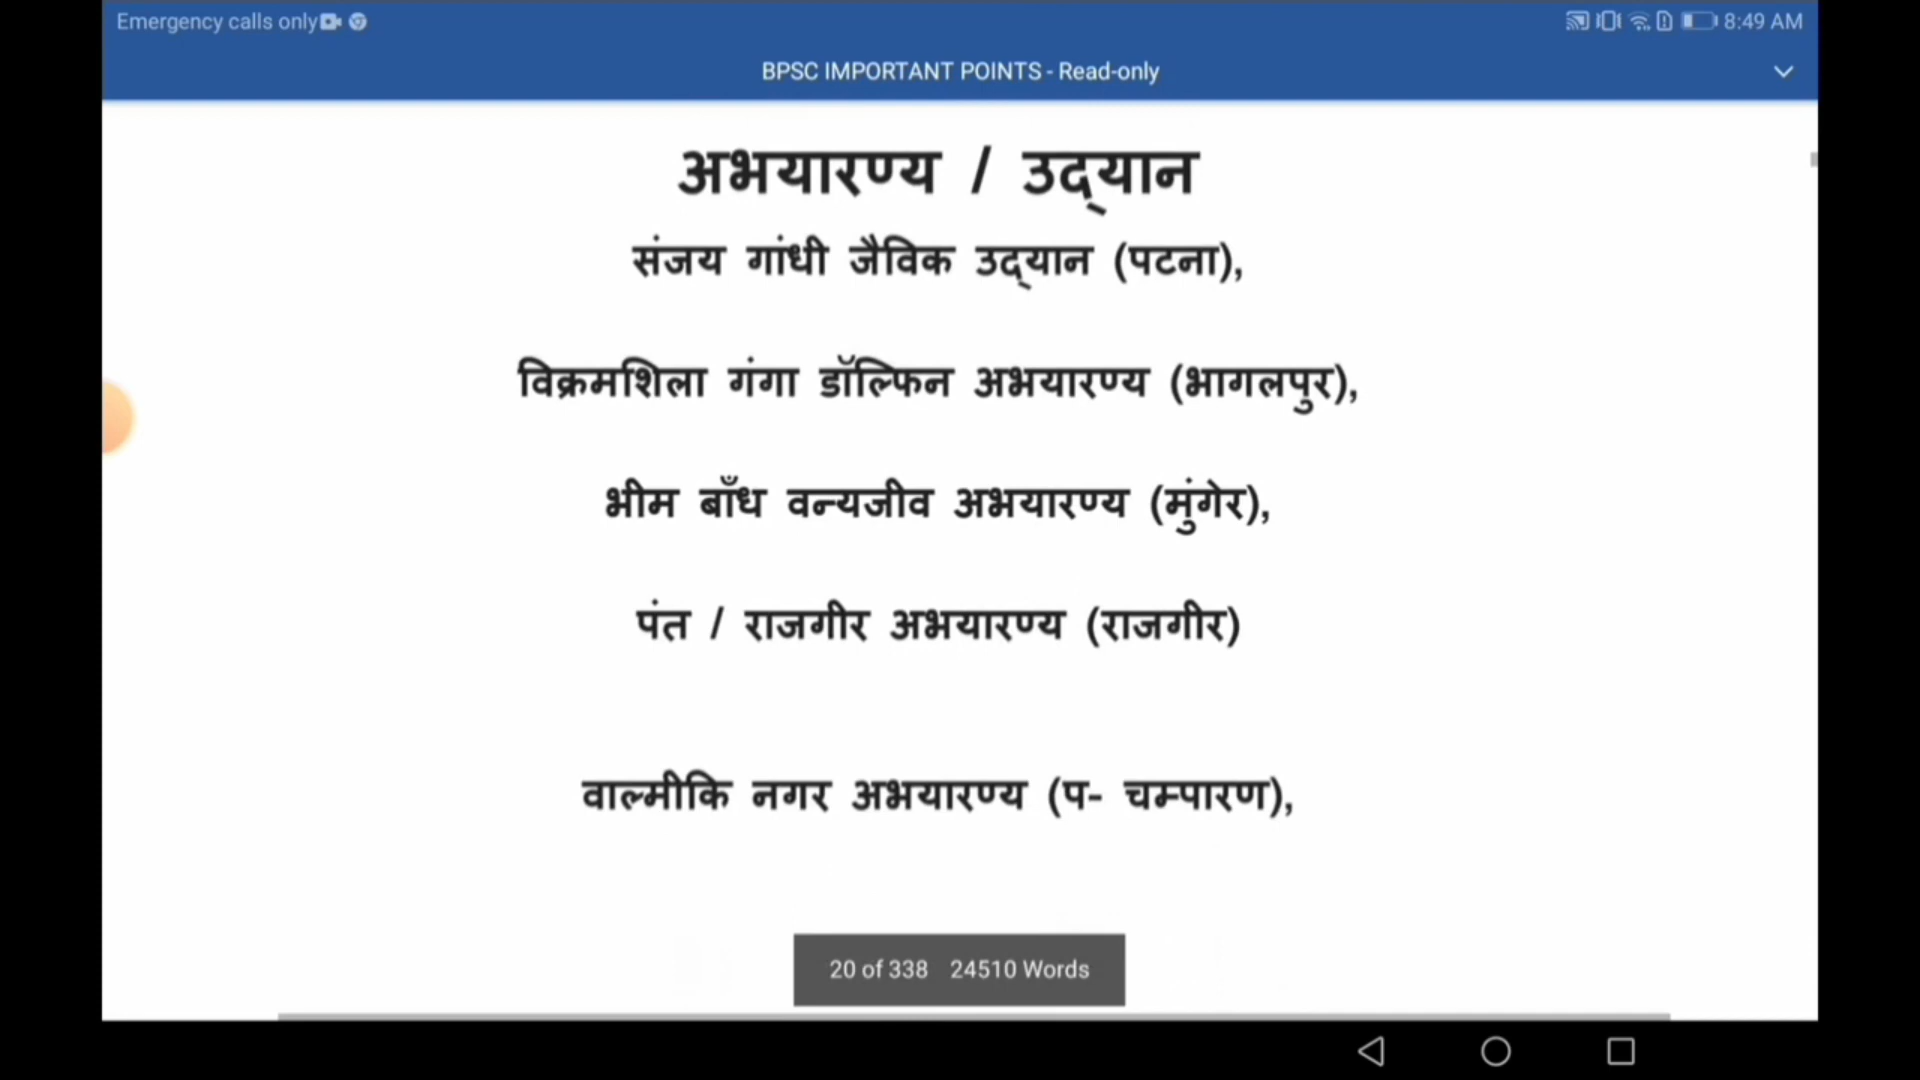 Emergency calls only
8:49 AM
BPSC IMPORTANT POINTS - Read-only
अभयारण्य / उद्‌यान
संजय गांधी जैविक उद्‌यान (पटना),
विक्रमशिला गंगा डॉल्फिन अभयारण्य (भागलपुर),
भीम बाँध वन्यजीव अभयारण्य (मुंगेर),
पंत / राजगीर अभयारण्य (राजगीर)
वाल्मीकि नगर अभयारण्य (प- चम्पारण),
20 of 338 24510 Words